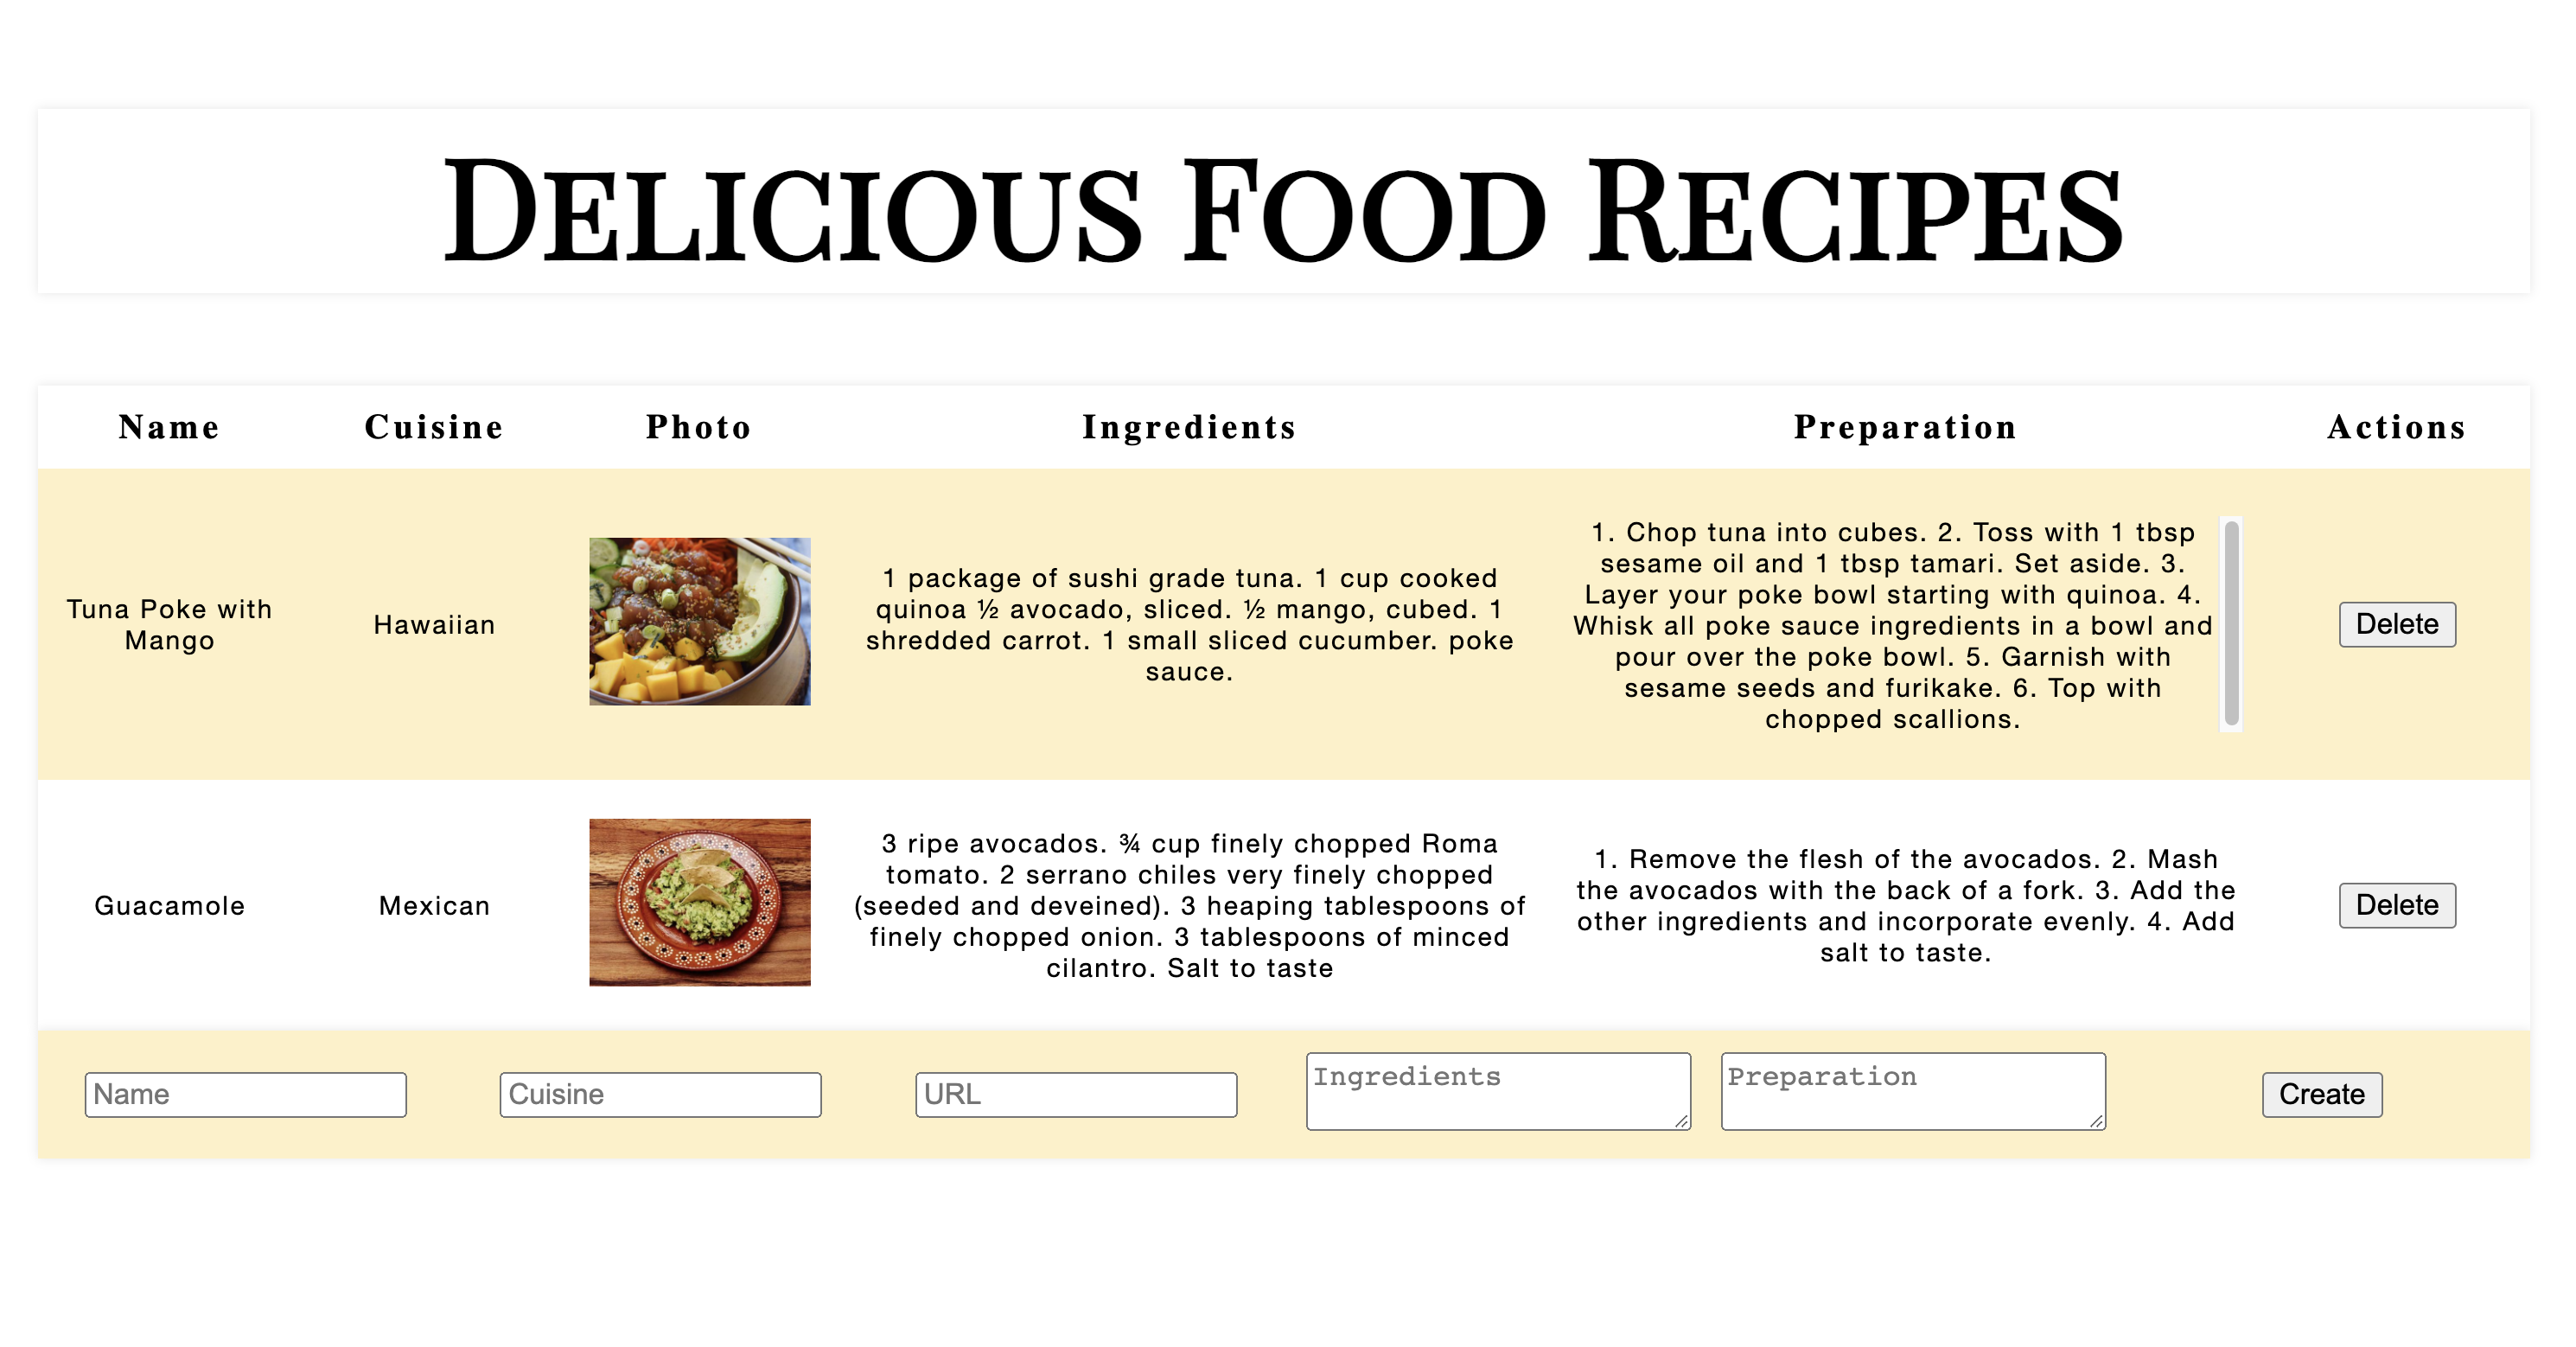 Delicious Food Recipes
Name Cuisine Photo Ingredients Preparation Actions
Tuna Poke with
Mango
Hawaiian
1 package of sushi grade tuna. 1 cup cooked
quinoa ½ avocado, sliced. ½ mango, cubed. 1
shredded carrot. 1 small sliced cucumber. poke
sauce.
1. Chop tuna into cubes. 2. Toss with 1 tbsp
sesame oil and 1 tbsp tamari. Set aside. 3.
Layer your poke bowl starting with quinoa. 4.
Whisk all poke sauce ingredients in a bowl and
pour over the poke bowl. 5. Garnish with
sesame seeds and furikake. 6. Top with
chopped scallions.
Delete
Guacamole
Mexican
3 ripe avocados. ¾ cup finely chopped Roma
tomato. 2 serrano chiles very finely chopped
(seeded and deveined). 3 heaping tablespoons of
finely chopped onion. 3 tablespoons of minced
cilantro. Salt to taste
1. Remove the flesh of the avocados. 2. Mash
the avocados with the back of a fork. 3. Add the
other ingredients and incorporate evenly. 4. Add
salt to taste.
Delete
Name Cuisine URL Ingredients Preparation Create